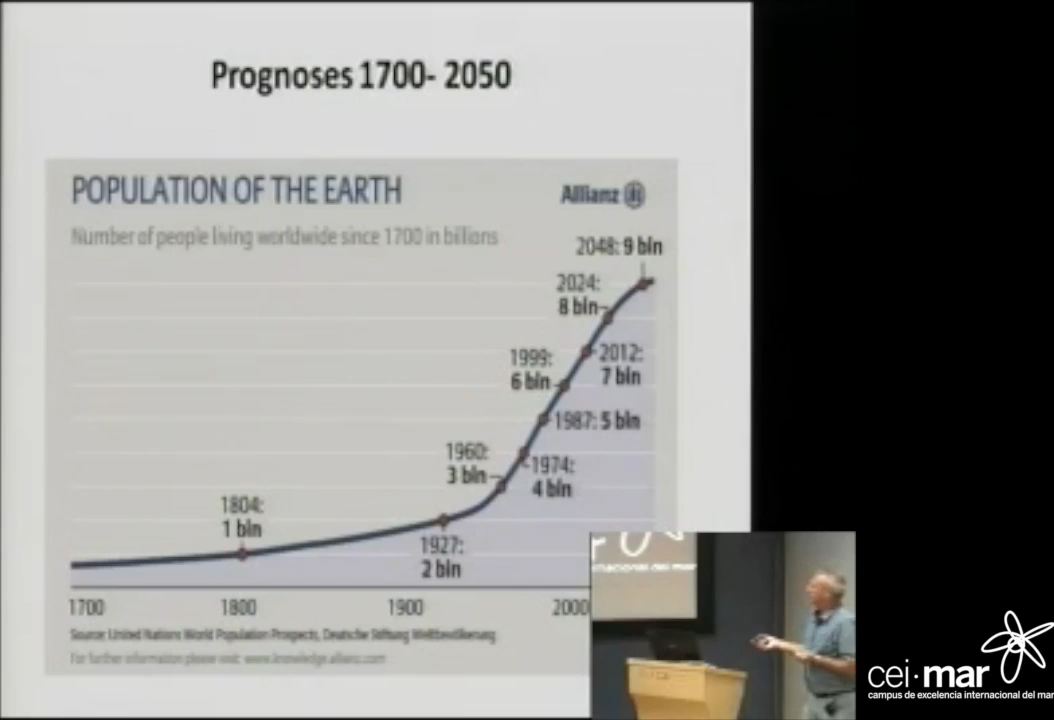 Prognoses 1700- 2050
POPULATION OF THE EARTH
Allianz
Number of people living worldwide since 1700 in billions
2048: 9 bln
2024:
8 bln
1999:
6 bln
2012:
7 bln
1987: 5 bln
1960:
3 bln
1974:
4 bln
1804:
1 bln
1927:
2 bln
1700 1800 1900 2000
Source: United Nations World Population Prospects, Deutsche Stiftung Weltbevölkerung
For further information please visit: www.knowledge.allianz.com
nacional del mar
cei·mar
campus de excelencia internacional del mar